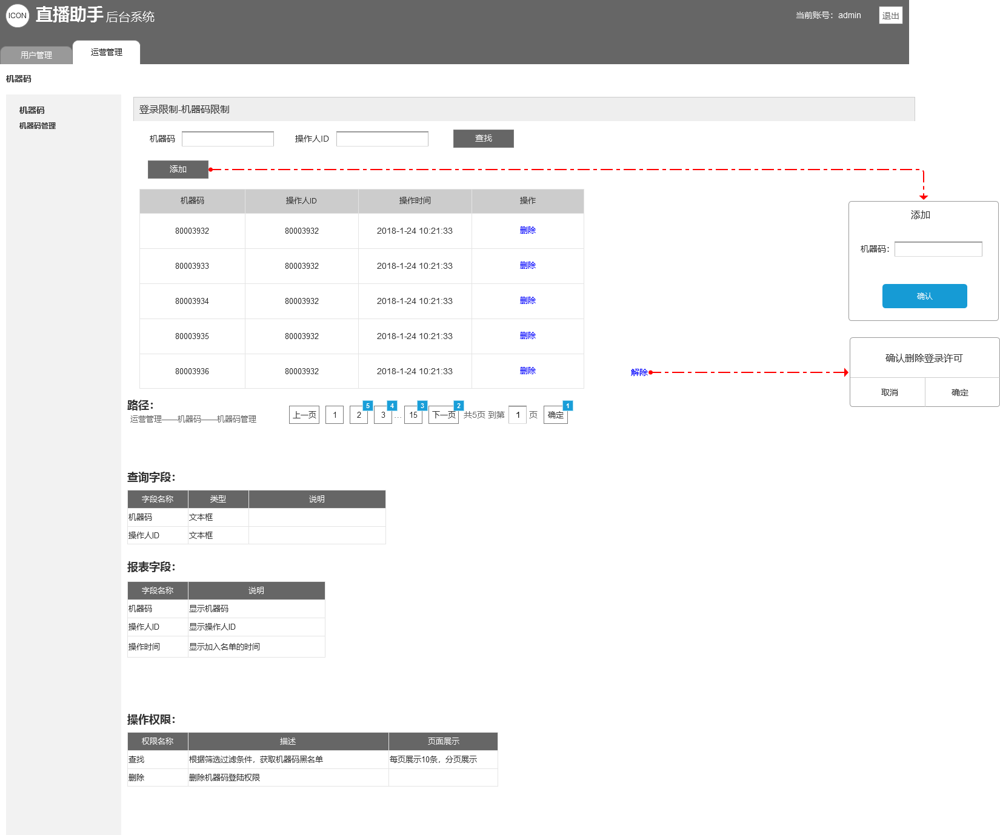 ICON 直播助手 后台系统 当前账号：admin 退出
用户管理 运营管理
机器码
机器码
机器码管理
登录限制-机器码限制
机器码 操作人ID 查找
添加
机器码 操作人ID 操作时间 操作
80003932 80003932 2018-1-24 10:21:33 删除
80003933 80003932 2018-1-24 10:21:33 删除
80003934 80003932 2018-1-24 10:21:33 删除
80003935 80003932 2018-1-24 10:21:33 删除
80003936 80003932 2018-1-24 10:21:33 删除
添加
机器码：
确认
解除
确认删除登录许可
取消 确定
路径：
运营管理——机器码——机器码管理
5 4 3 2 1
上一页 1 2 3 ... 15 下一页 共5页 到第 1 页 确定
查询字段：
字段名称 类型 说明
机器码 文本框
操作人ID 文本框
报表字段：
字段名称 说明
机器码 显示机器码
操作人ID 显示操作人ID
操作时间 显示加入名单的时间
操作权限：
权限名称 描述 页面展示
查找 根据筛选过滤条件，获取机器码黑名单 每页展示10条，分页展示
删除 删除机器码登陆权限